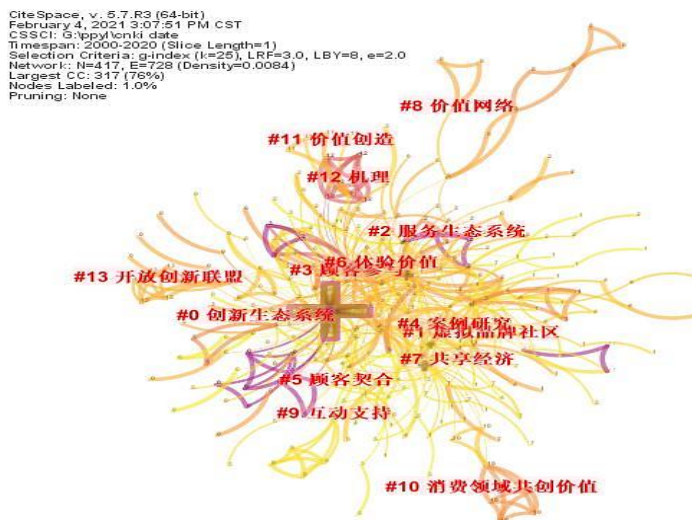 CiteSpace, v. 5.7.R3 (64-bit)
February 4, 2021 3:07:51 PM CST
CSSCI: G:\ppyl\cnki date
Timespan: 2000-2020 (Slice Length=1)
Selection Criteria: g-index (k=25), LRF=3.0, LBY=8, e=2.0
Network: N=417, E=728 (Density=0.0084)
Largest CC: 317 (76%)
Nodes Labeled: 1.0%
Pruning: None
#8 价值网络
#11 价值创造
#12 机理
#2 服务生态系统
#6 体验价值
#3 顾客参与
#13 开放创新联盟
#0 创新生态系统
#4 案例研究
#1 虚拟品牌社区
#7 共享经济
#5 顾客契合
#9 互动支持
#10 消费领域共创价值